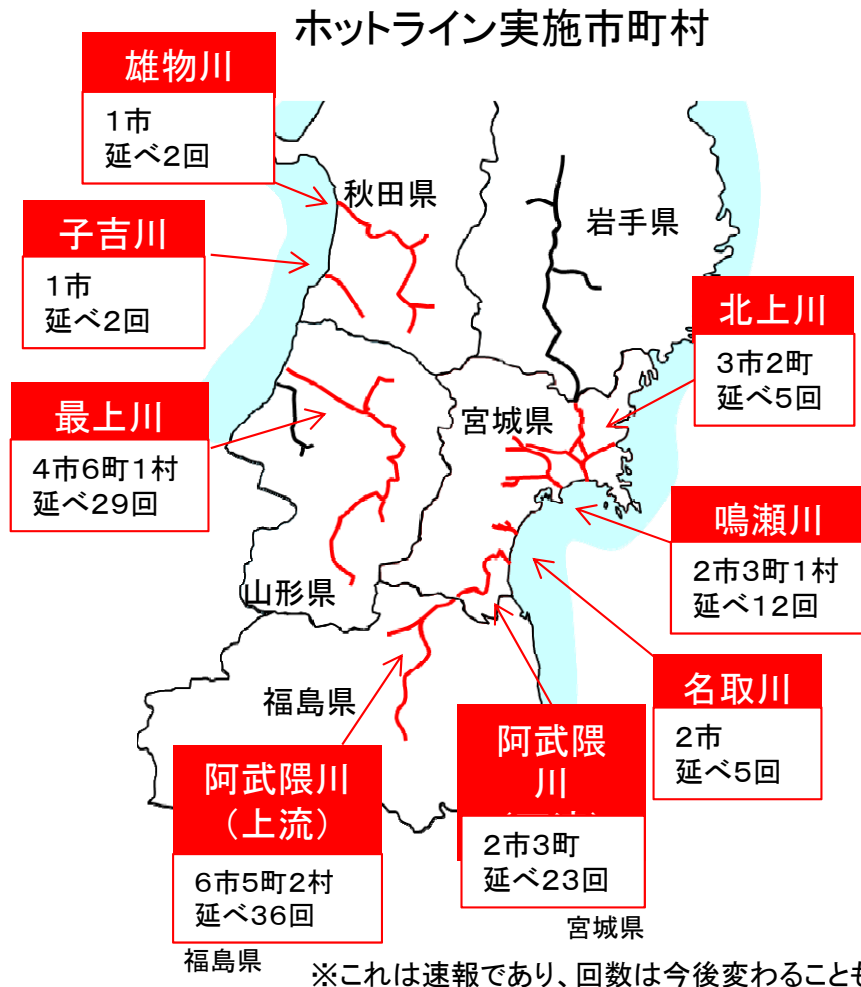 ホットライン実施市町村
雄物川
1市
延べ2回
秋田県
岩手県
子吉川
1市
延べ2回
北上川
3市2町
延べ5回
最上川
4市6町1村
延べ29回
宮城県
鳴瀬川
2市3町1村
延べ12回
山形県
福島県
名取川
2市
延べ5回
阿武隈川
（上流）
6市5町2村
延べ36回
福島県
阿武隈
川
2市3町
延べ23回
宮城県
※これは速報であり、回数は今後変わることも